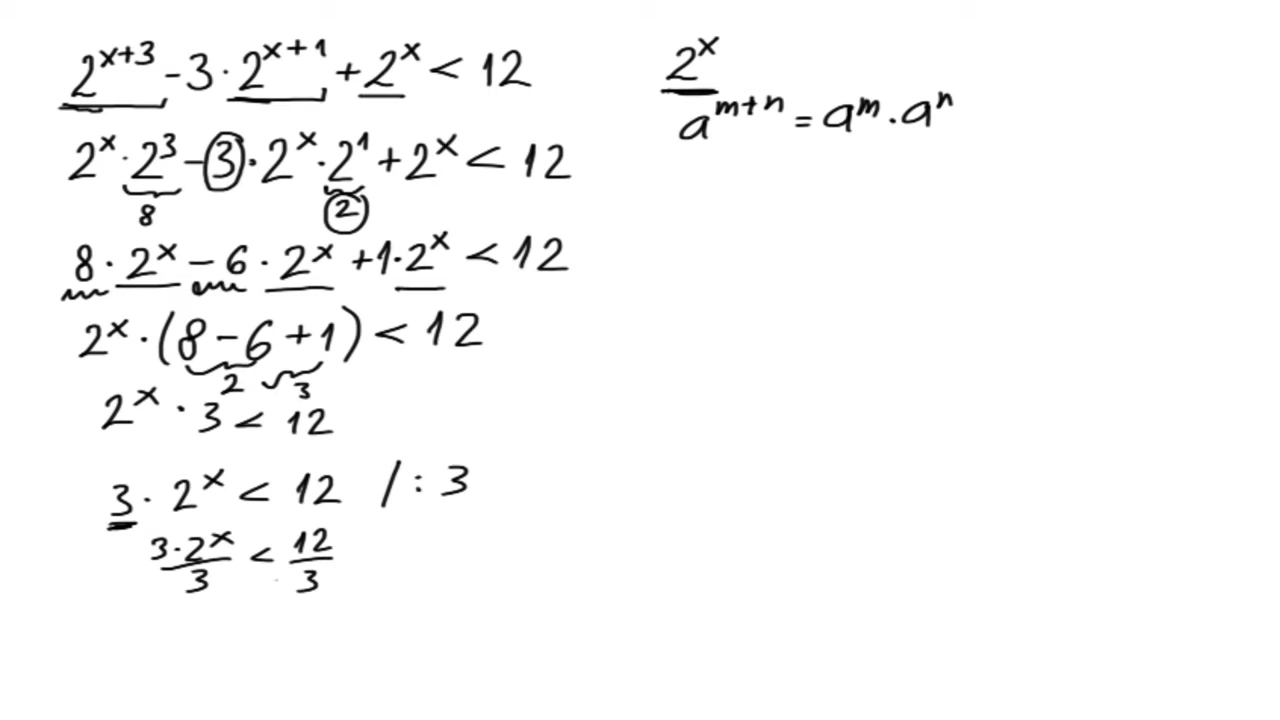 2^{x+3} - 3 · 2^{x+1} + 2^x < 12
2^x · 2^3 - 3 · 2^x · 2^1 + 2^x < 12
8 2
8 · 2^x - 6 · 2^x + 1 · 2^x < 12
2^x · (8 - 6 + 1) < 12
2 3
2^x · 3 < 12
3 · 2^x < 12 / : 3
\frac{3 · 2^x}{3} < \frac{12}{3}
2^x
a^{m+n} = a^m · a^n